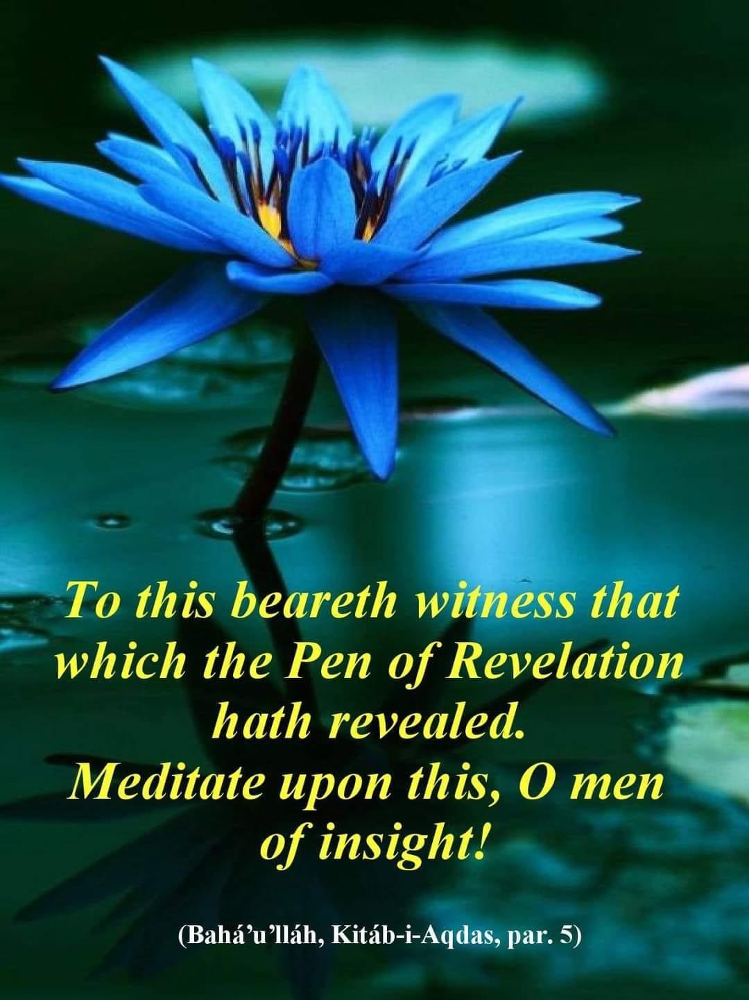 To this beareth witness that
which the Pen of Revelation
hath revealed.
Meditate upon this, O men
of insight!
(Bahá’u’lláh, Kitáb-i-Aqdas, par. 5)